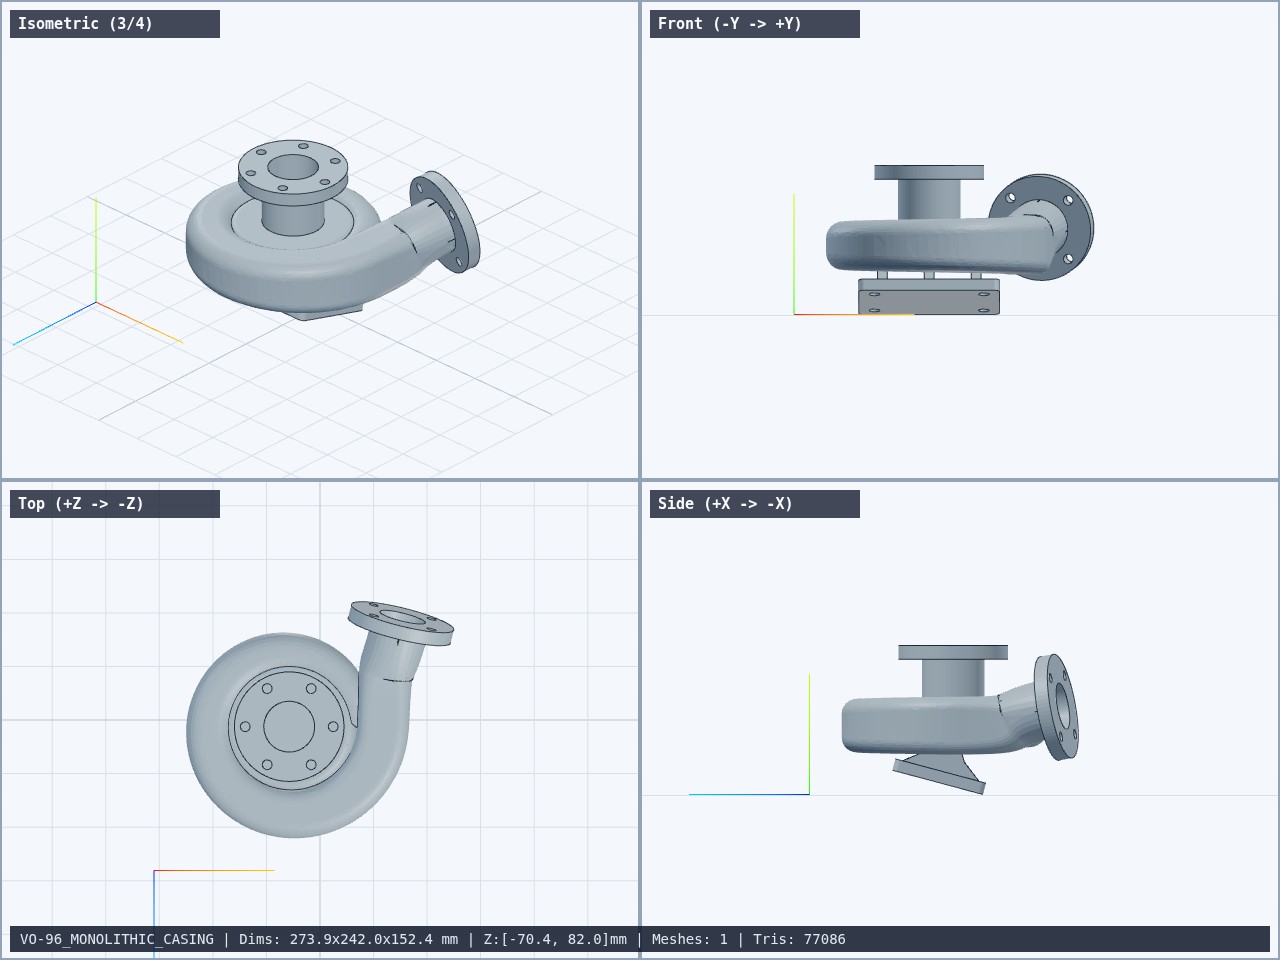 Isometric (3/4)
Front (-Y -> +Y)
Top (+Z -> -Z)
Side (+X -> -X)
VO-96_MONOLITHIC_CASING | Dims: 273.9x242.0x152.4 mm | Z:[-70.4, 82.0]mm | Meshes: 1 | Tris: 77086